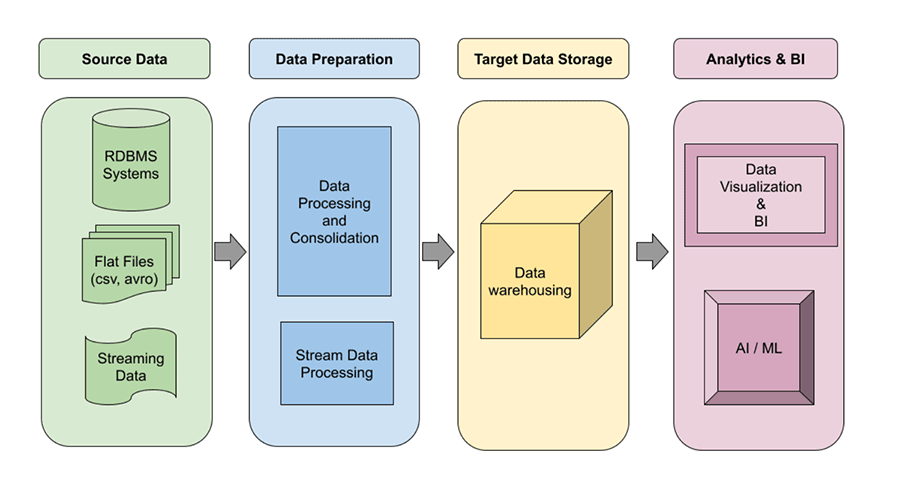 Source Data
Data Preparation
Target Data Storage
Analytics & BI
RDBMS
Systems
Flat Files
(csv, avro)
Streaming
Data
Data
Processing
and
Consolidation
Stream Data
Processing
Data
warehousing
Data
Visualization
&
BI
AI / ML